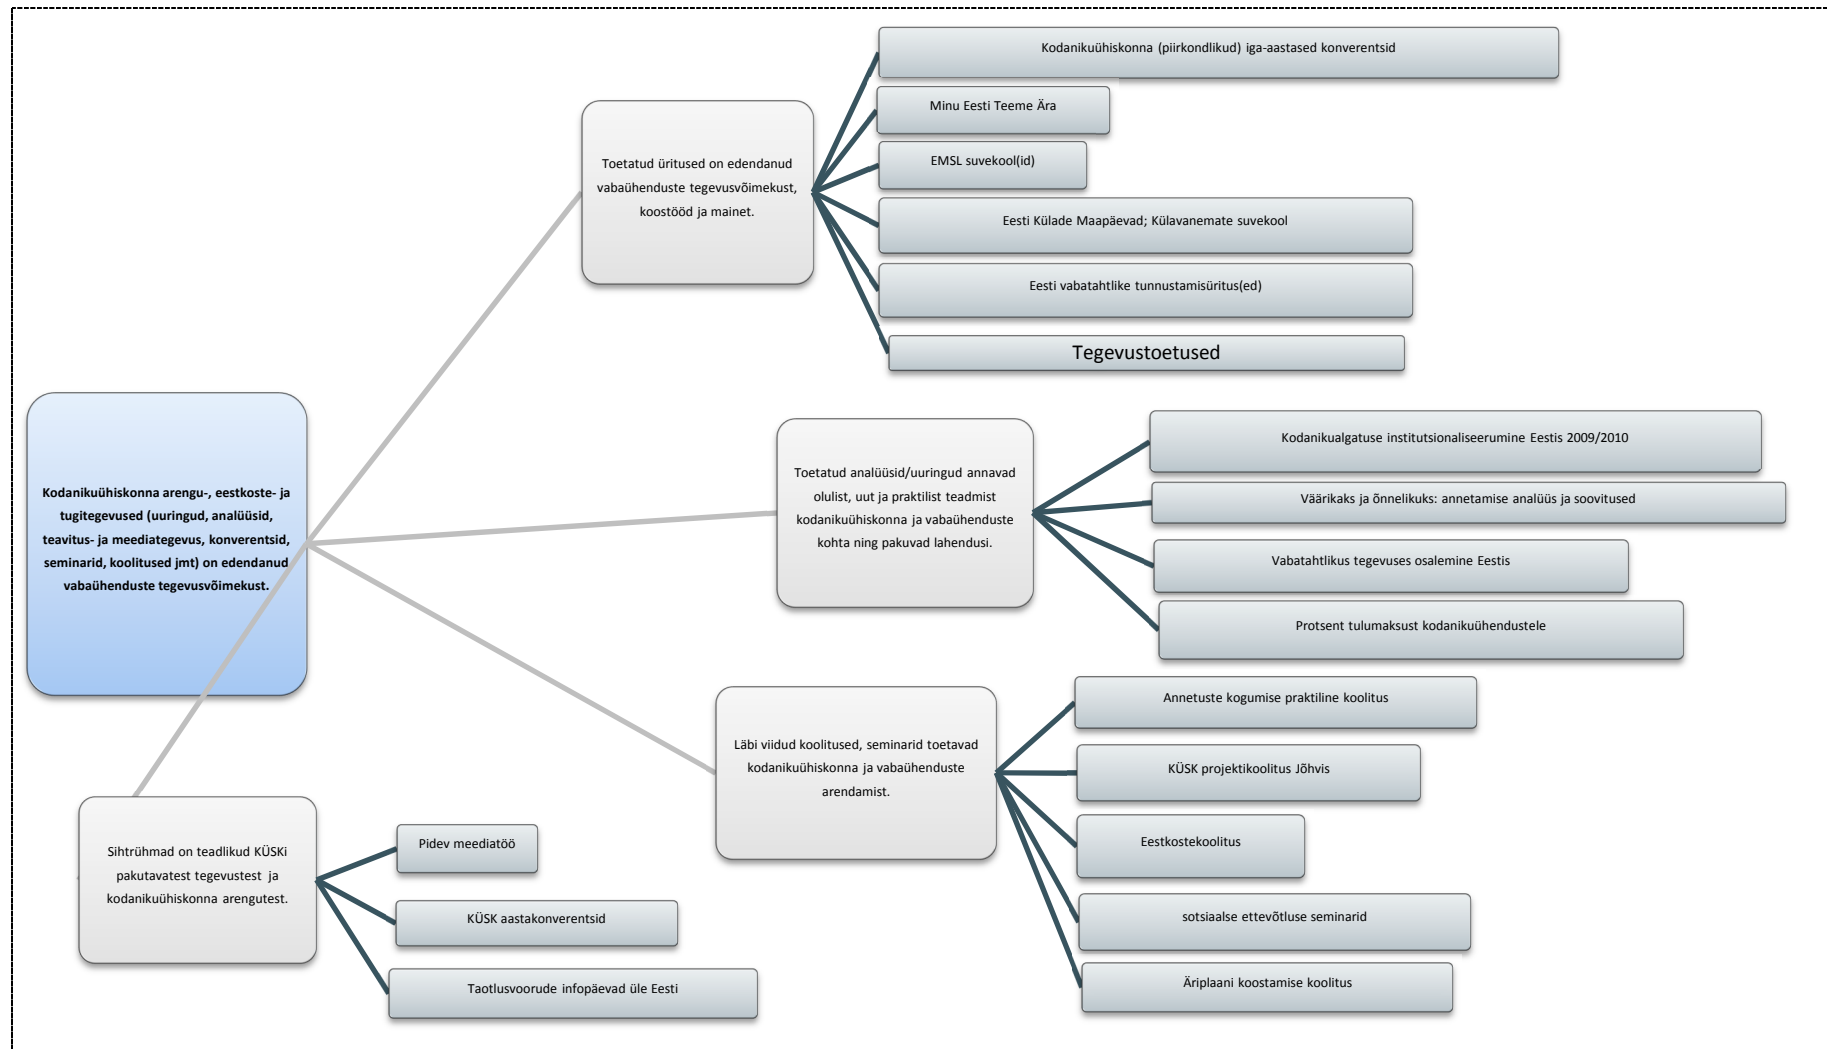 Kodanikuühiskonna (piirkondlikud) iga-aastased konverentsid
Minu Eesti Teeme Ära
EMSL suvekool(id)
Eesti Külade Maapäevad; Külavanemate suvekool
Eesti vabatahtlike tunnustamisüritus(ed)
Tegevustoetused
Toetatud üritused on edendanud
vabaühenduste tegevusvõimekust,
koostööd ja mainet.
Kodanikuühiskonna arengu-, eestkoste- ja
tugitegevused (uuringud, analüüsid,
teavitus- ja meediategevus, konverentsid,
seminarid, koolitused jmt) on edendanud
vabaühenduste tegevusvõimekust.
Toetatud analüüsid/uuringud annavad
olulist, uut ja praktilist teadmist
kodanikuühiskonna ja vabaühenduste
kohta ning pakuvad lahendusi.
Kodanikualgatuse institutsionaliseerumine Eestis 2009/2010
Väärikaks ja õnnelikuks: annetamise analüüs ja soovitused
Vabatahtlikus tegevuses osalemine Eestis
Protsent tulumaksust kodanikuühendustele
Läbi viidud koolitused, seminarid toetavad
kodanikuühiskonna ja vabaühenduste
arendamist.
Annetuste kogumise praktiline koolitus
KÜSK projektikoolitus Jõhvis
Eestkostekoolitus
sotsiaalse ettevõtluse seminarid
Äriplaani koostamise koolitus
Sihtrühmad on teadlikud KÜSKi
pakutavatest tegevustest ja
kodanikuühiskonna arengutest.
Pidev meediatöö
KÜSK aastakonverentsid
Taotlusvoorude infopäevad üle Eesti